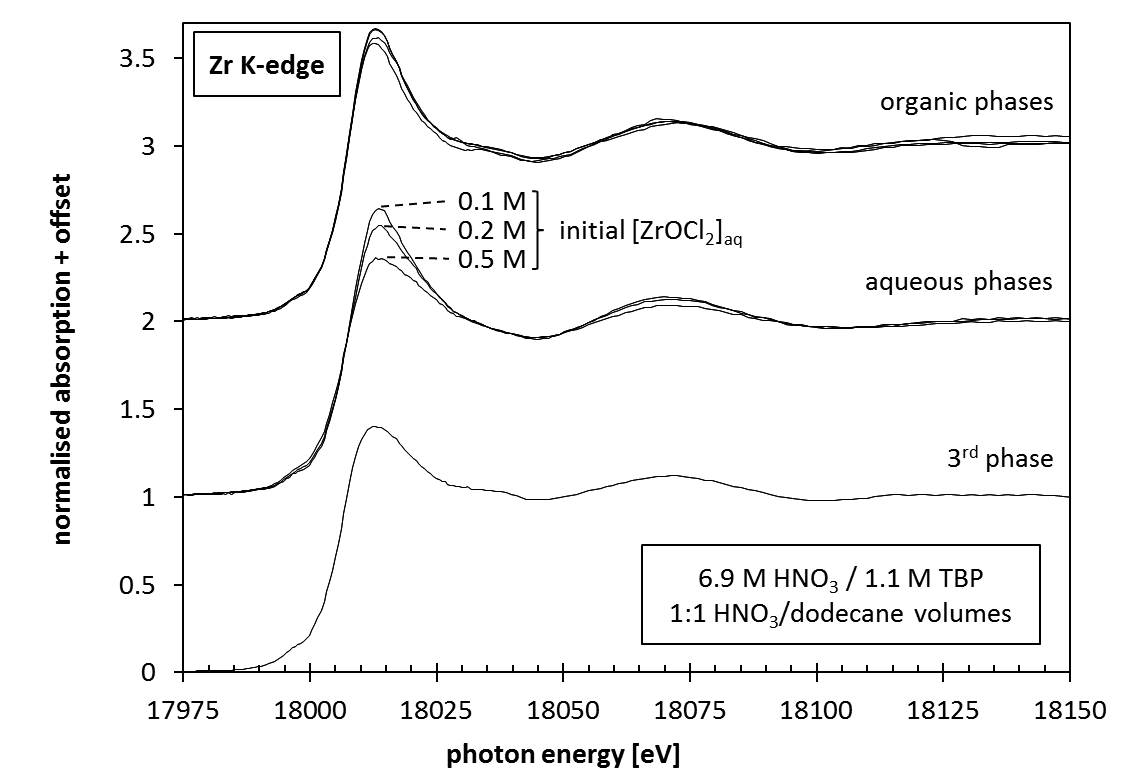 Zr K-edge
organic phases
0.1 M
0.2 M
0.5 M
initial [ZrOCl₂]ₐq
aqueous phases
3ʳᵈ phase
6.9 M HNO₃ / 1.1 M TBP
1:1 HNO₃/dodecane volumes
normalised absorption + offset
3.5
3
2.5
2
1.5
1
0.5
0
17975 18000 18025 18050 18075 18100 18125 18150
photon energy [eV]